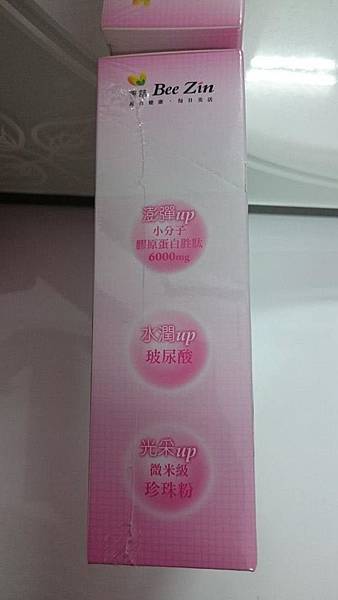 Bee Zin
澎彈up
小分子
膠原蛋白胜肽
6000mg
水潤up
玻尿酸
光采up
微米級
珍珠粉